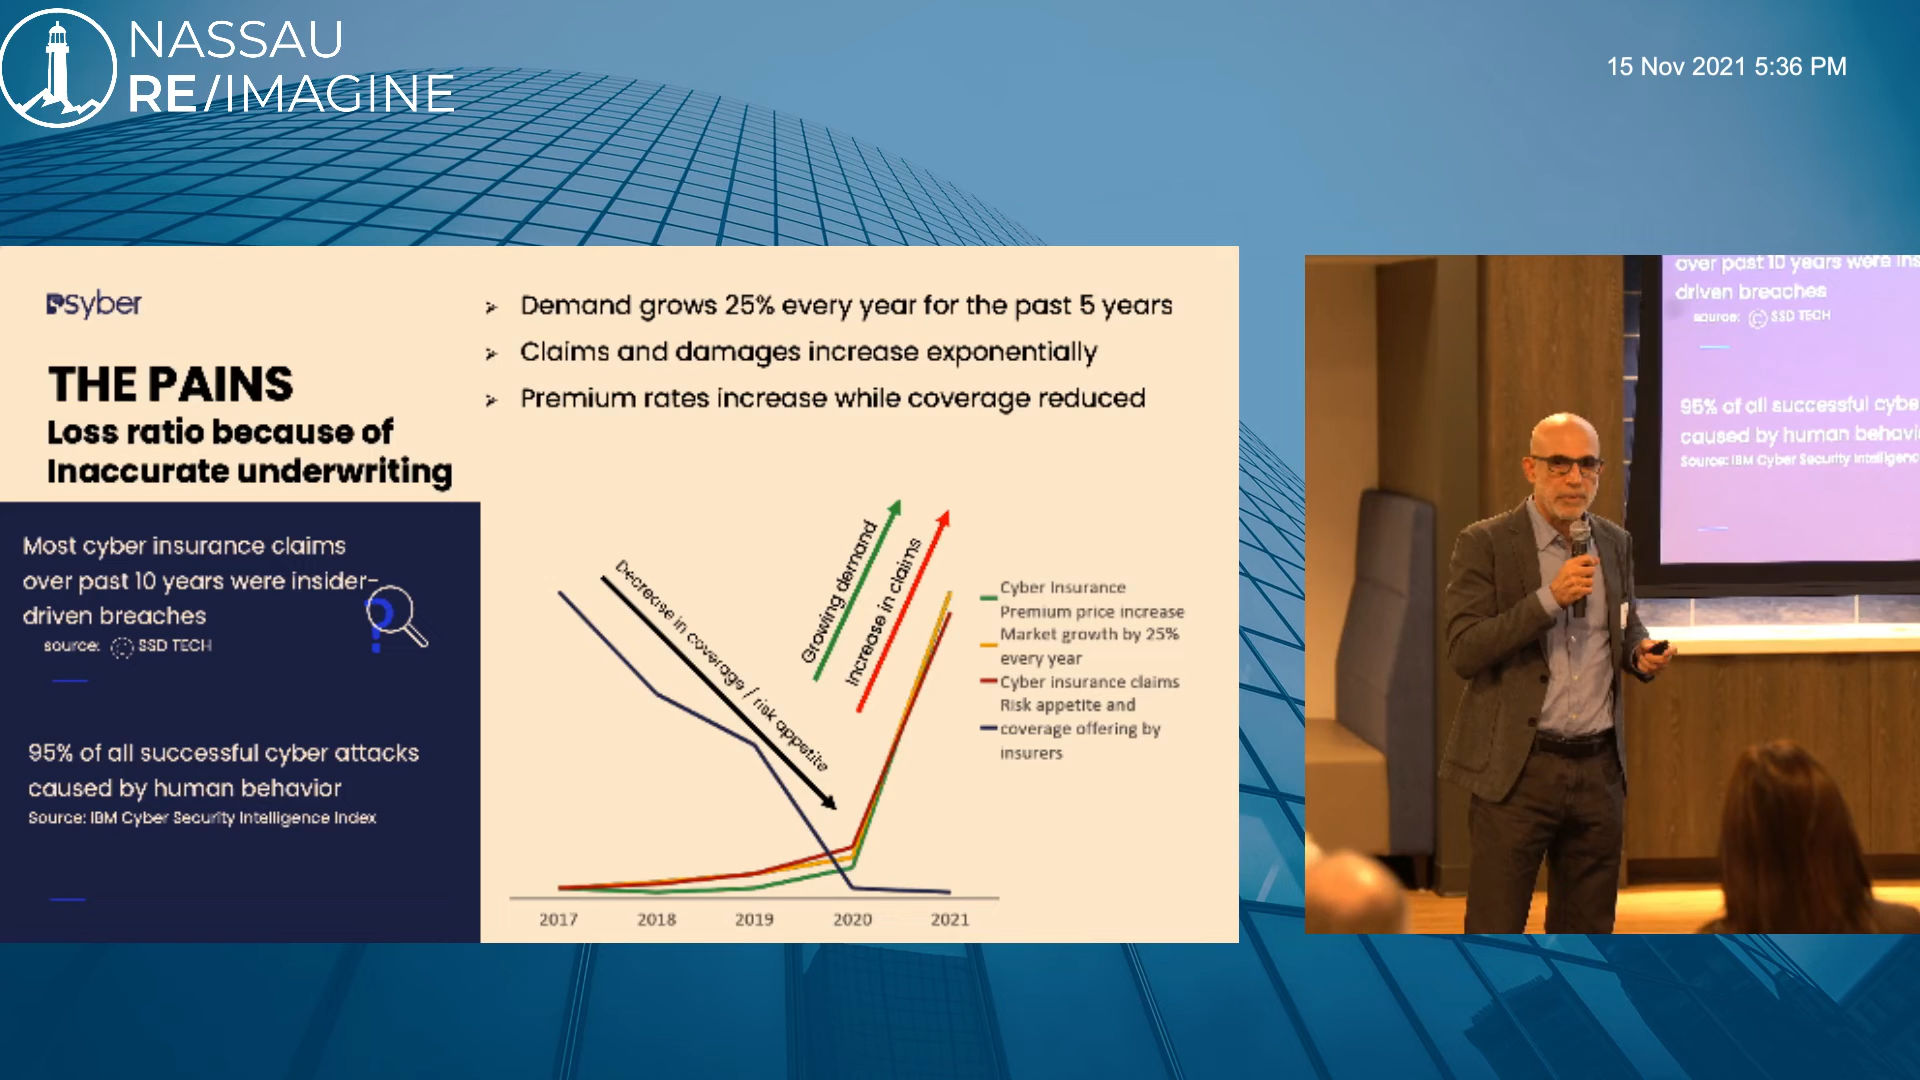 NASSAU
RE/IMAGINE
15 Nov 2021 5:36 PM
PSyber
THE PAINS
Loss ratio because of
Inaccurate underwriting
Most cyber insurance claims
over past 10 years were insider-
driven breaches
source: SSD TECH
95% of all successful cyber attacks
caused by human behavior
Source: IBM Cyber Security Intelligence Index
➢ Demand grows 25% every year for the past 5 years
➢ Claims and damages increase exponentially
➢ Premium rates increase while coverage reduced
Decrease in coverage / risk appetite
Growing demand
Increase in claims
Cyber Insurance
Premium price increase
Market growth by 25%
every year
Cyber insurance claims
Risk appetite and
coverage offering by
insurers
2017 2018 2019 2020 2021
over past 10 years were ins
driven breaches
source: SSD TECH
95% of all successful cybe
caused by human behavi
Source: IBM Cyber Security Intelligenc